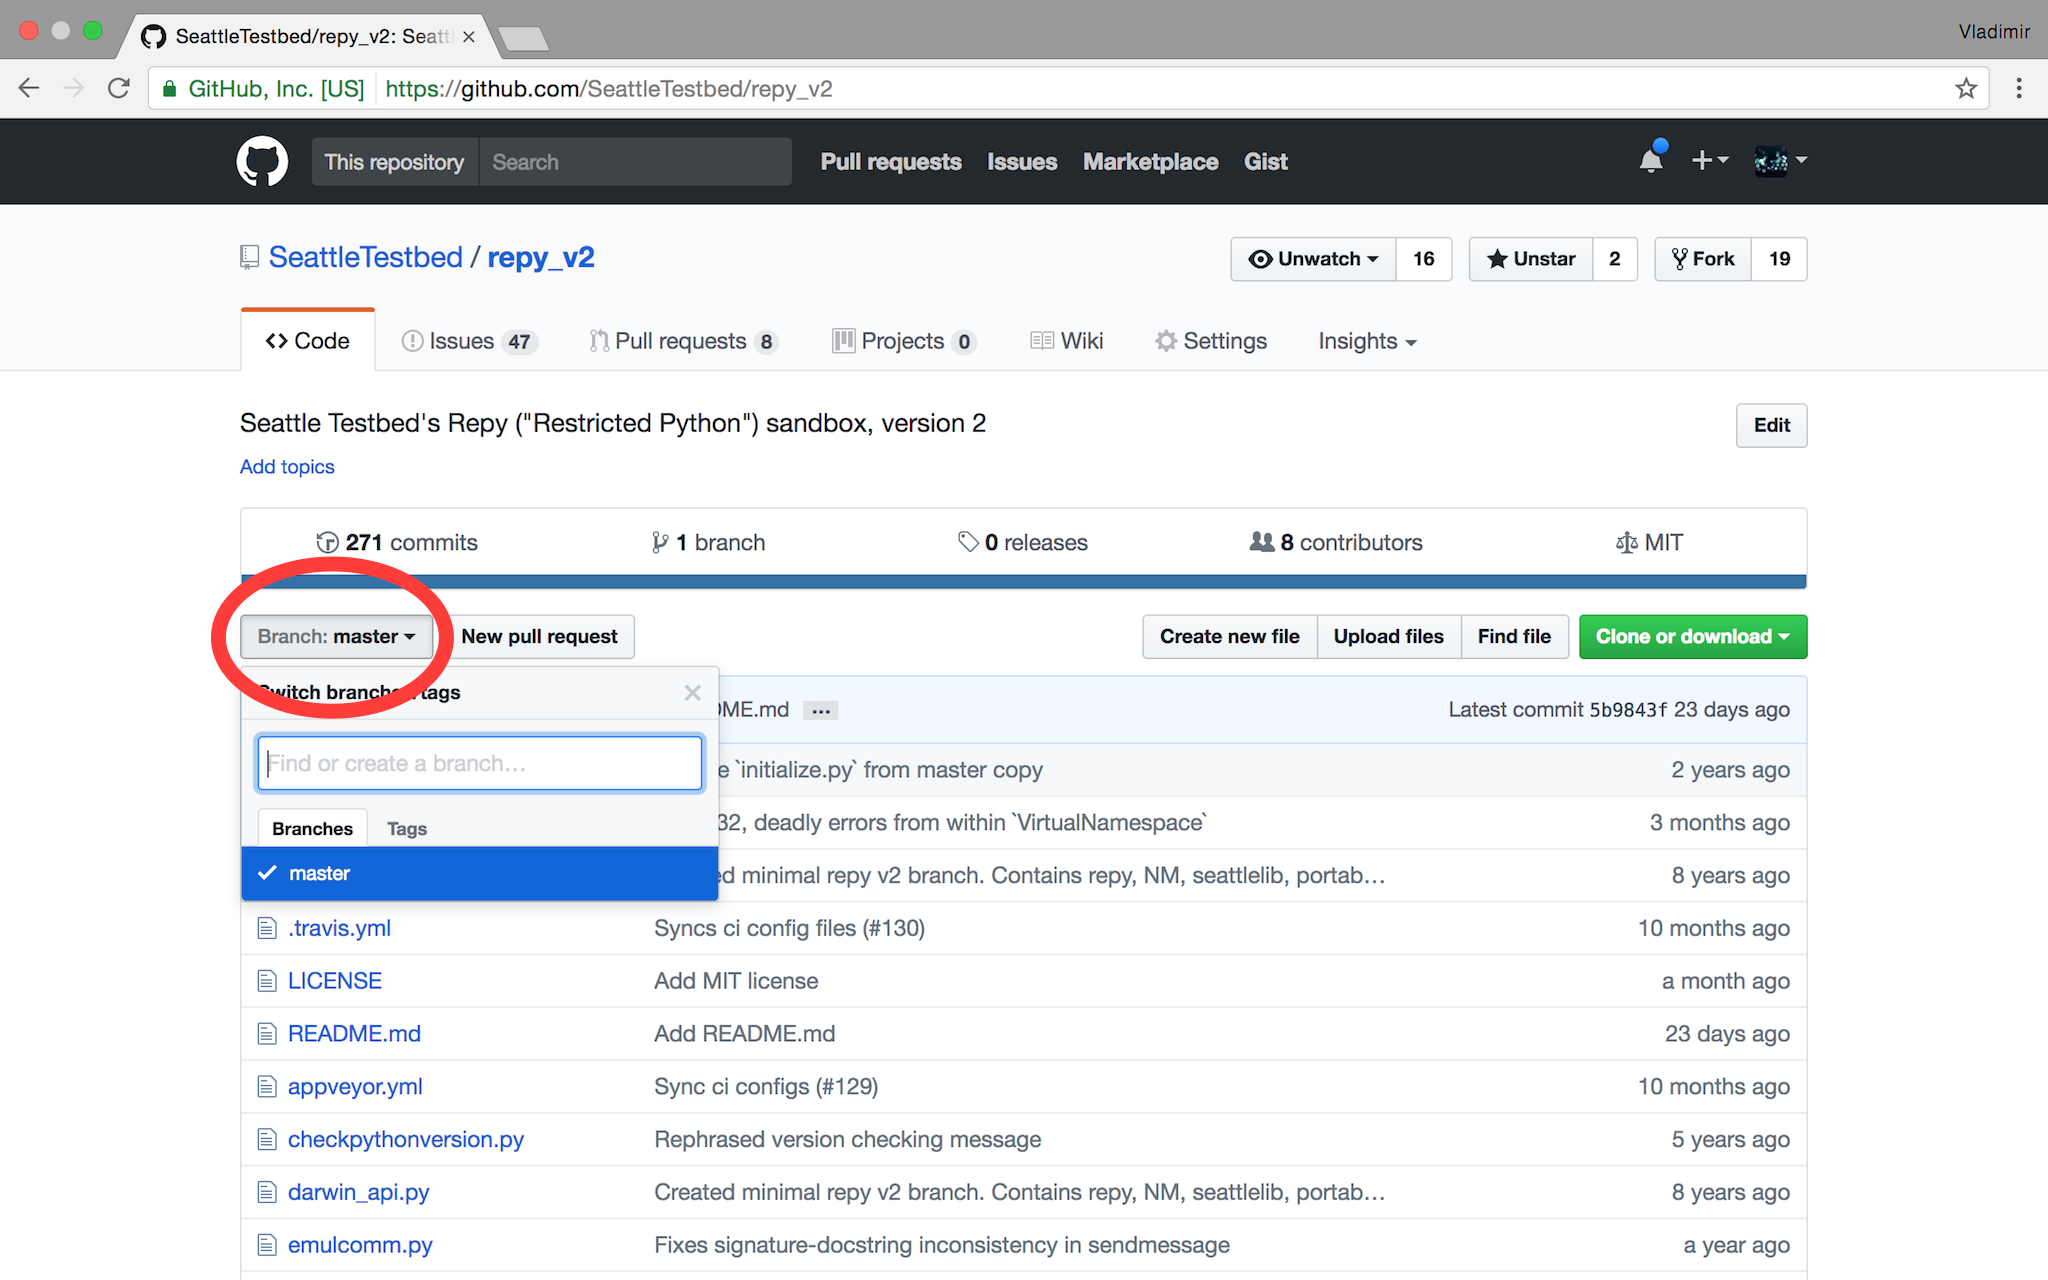 SeattleTestbed/repy_v2: Seatt
Vladimir
GitHub, Inc. [US] https://github.com/SeattleTestbed/repy_v2
This repository Search Pull requests Issues Marketplace Gist
SeattleTestbed / repy_v2 Unwatch 16 Unstar 2 Fork 19
Code Issues 47 Pull requests 8 Projects 0 Wiki Settings Insights
Seattle Testbed's Repy ("Restricted Python") sandbox, version 2 Edit
Add topics
271 commits 1 branch 0 releases 8 contributors MIT
Branch: master New pull request Create new file Upload files Find file Clone or download
Switch branches/tags
ME.md ... Latest commit 5b9843f 23 days ago
Find or create a branch…
e `initialize.py` from master copy 2 years ago
Branches Tags
32, deadly errors from within `VirtualNamespace` 3 months ago
master
d minimal repy v2 branch. Contains repy, NM, seattlelib, portab… 8 years ago
.travis.yml Syncs ci config files (#130) 10 months ago
LICENSE Add MIT license a month ago
README.md Add README.md 23 days ago
appveyor.yml Sync ci configs (#129) 10 months ago
checkpythonversion.py Rephrased version checking message 5 years ago
darwin_api.py Created minimal repy v2 branch. Contains repy, NM, seattlelib, portab… 8 years ago
emulcomm.py Fixes signature-docstring inconsistency in sendmessage a year ago